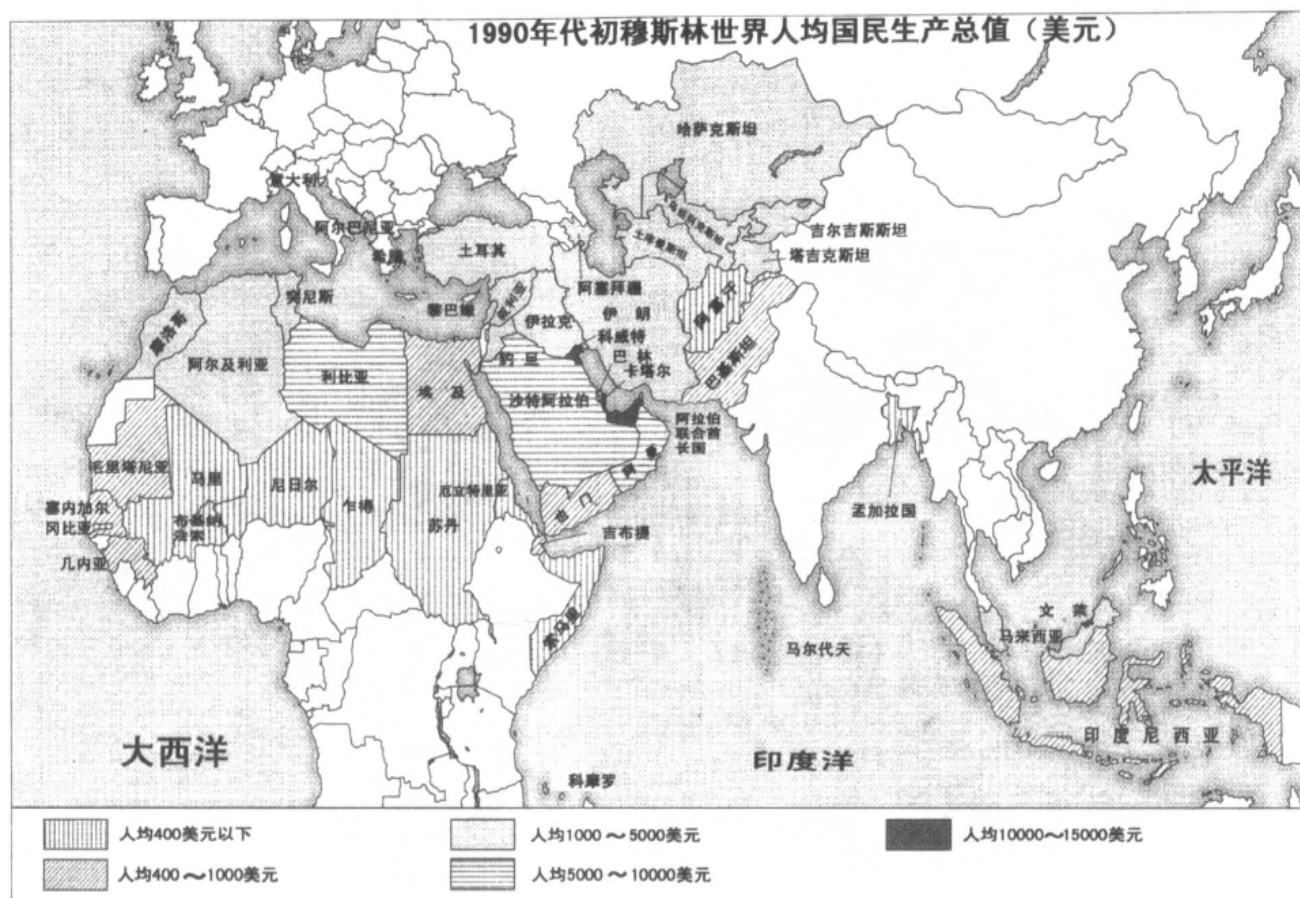 1990年代初穆斯林世界人均国民生产总值（美元）
哈萨克斯坦
意大利
阿尔巴尼亚
希腊
土耳其
土库曼斯坦
吉尔吉斯斯坦
塔吉克斯坦
突尼斯
黎巴嫩
叙利亚
阿塞拜疆
伊拉克
伊朗
阿富汗
摩洛哥
科威特
巴基斯坦
阿尔及利亚
利比亚
埃及
约旦
巴林
卡塔尔
沙特阿拉伯
阿拉伯
联合酋
长国
阿曼
毛里塔尼亚
马里
尼日尔
乍得
厄立特里亚
也门
太平洋
塞内加尔
冈比亚
布基纳
法索
苏丹
吉布提
孟加拉国
几内亚
索马里
文莱
马来西亚
马尔代夫
大西洋
印度洋
印度尼西亚
科摩罗
人均400美元以下
人均1000～5000美元
人均10000～15000美元
人均400～1000美元
人均5000～10000美元